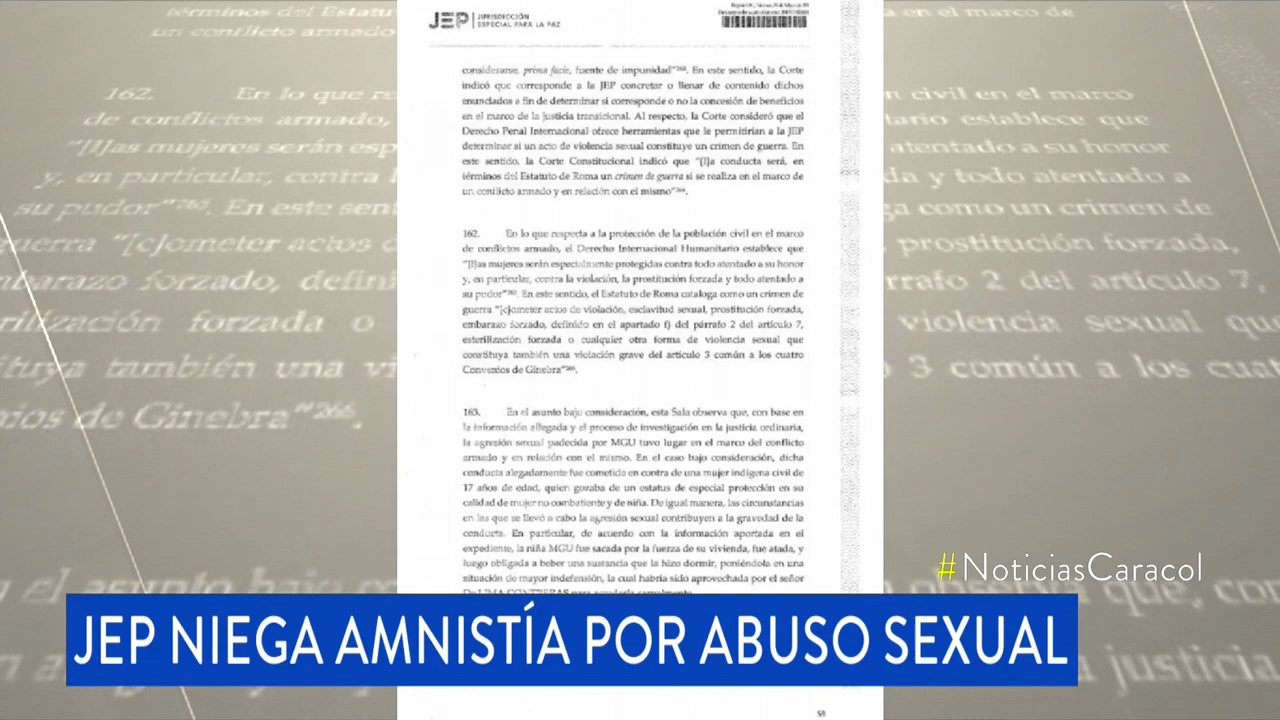 JEP | JURISDICCIÓN
ESPECIAL PARA LA PAZ
considerarse, prima facie, fuente de impunidad"263. En este sentido, la Corte
indicó que corresponde a la JEP concretar o llenar de contenido dichos
enunciados a fin de determinar si corresponde o no la concesión de beneficios
en el marco de la justicia transicional. Al respecto, la Corte consideró que el
Derecho Penal Internacional ofrece herramientas que le permitirían a la JEP
determinar si un acto de violencia sexual constituye un crimen de guerra. En
este sentido, la Corte Constitucional indicó que "[l]a conducta será, en
términos del Estatuto de Roma un crimen de guerra si se realiza en el marco de
un conflicto armado y en relación con el mismo"264.
162. En lo que respecta a la protección de la población civil en el marco
de conflictos armado, el Derecho Internacional Humanitario establece que
"[l]as mujeres serán especialmente protegidas contra todo atentado a su honor
y, en particular, contra la violación, la prostitución forzada y todo atentado a
su pudor"265. En este sentido, el Estatuto de Roma cataloga como un crimen de
guerra "[c]ometer actos de violación, esclavitud sexual, prostitución forzada,
embarazo forzado, definido en el apartado f) del párrafo 2 del artículo 7,
esterilización forzada o cualquier otra forma de violencia sexual que
constituya también una violación grave del artículo 3 común a los cuatro
Convenios de Ginebra"266.
163. En el asunto bajo consideración, esta Sala observa que, con base en
la información allegada y el proceso de investigación en la justicia ordinaria,
la agresión sexual padecida por MGU tuvo lugar en el marco del conflicto
armado y en relación con el mismo. En el caso bajo consideración, dicha
conducta alegadamente fue cometida en contra de una mujer indígena civil de
17 años de edad, quien gozaba de un estatus de especial protección en su
calidad de mujer no combatiente y de niña. De igual manera, las circunstancias
en las que se llevó a cabo la agresión sexual contribuyen a la gravedad de la
conducta. En particular, de acuerdo con la información aportada en el
expediente, la niña MGU fue sacada por la fuerza de su vivienda, fue atada, y
luego obligada a beber una sustancia que la hizo dormir, poniéndola en una
situación de mayor indefensión, la cual habría sido aprovechada por el señor
#NoticiasCaracol
JEP NIEGA AMNISTÍA POR ABUSO SEXUAL